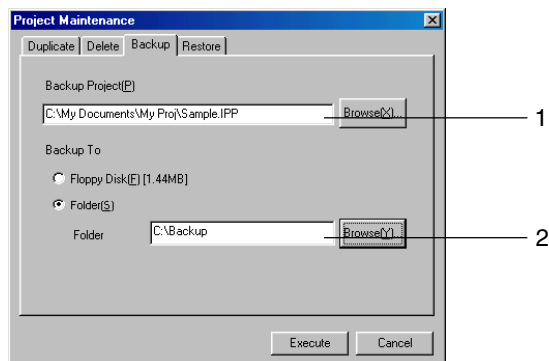 Project Maintenance
Duplicate Delete Backup Restore
Backup Project(P)
C:\My Documents\My Proj\Sample.IPP Browse(X)... 1
Backup To
Floppy Disk(F) [1.44MB]
Folder(S)
Folder C:\Backup Browse(Y)... 2
Execute Cancel